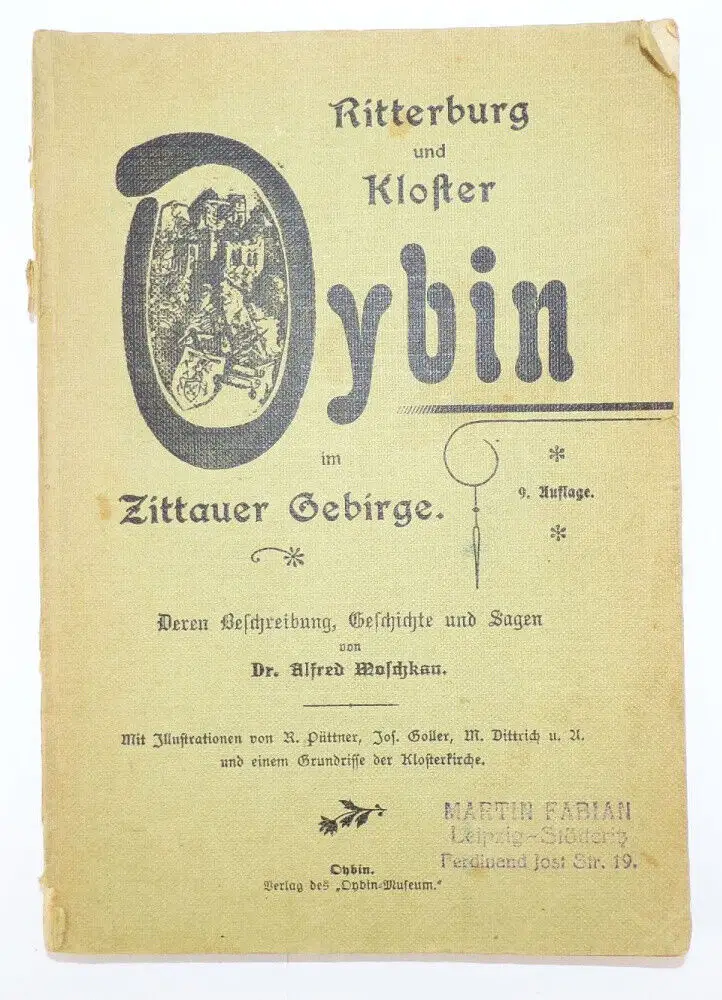 Ritterburg
und
Kloſter
Oybin
im
Zittauer Gebirge.
9. Auflage.
Deren Beſchreibung, Geſchichte und Sagen
von
Dr. Alfred Moſchkau.
Mit Illuſtrationen von R. Püttner, Joſ. Goller, M. Dittrich u. A.
und einem Grundriſſe der Kloſterkirche.
MARTIN FABIAN
Leipzig-Stötteritz
Ferdinand Jost Str. 19.
Oybin.
Verlag des „Oybin=Muſeum."